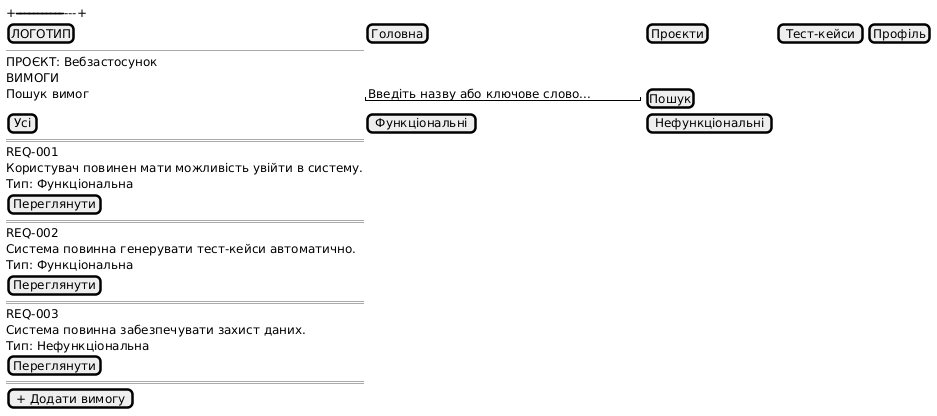 +---------------+
ЛОГОТИП Головна Проєкти Тест-кейси Профіль
ПРОЄКТ: Вебзастосунок
ВИМОГИ
Пошук вимог Введіть назву або ключове слово... Пошук
Усі Функціональні Нефункціональні
REQ-001
Користувач повинен мати можливість увійти в систему.
Тип: Функціональна
Переглянути
REQ-002
Система повинна генерувати тест-кейси автоматично.
Тип: Функціональна
Переглянути
REQ-003
Система повинна забезпечувати захист даних.
Тип: Нефункціональна
Переглянути
+ Додати вимогу